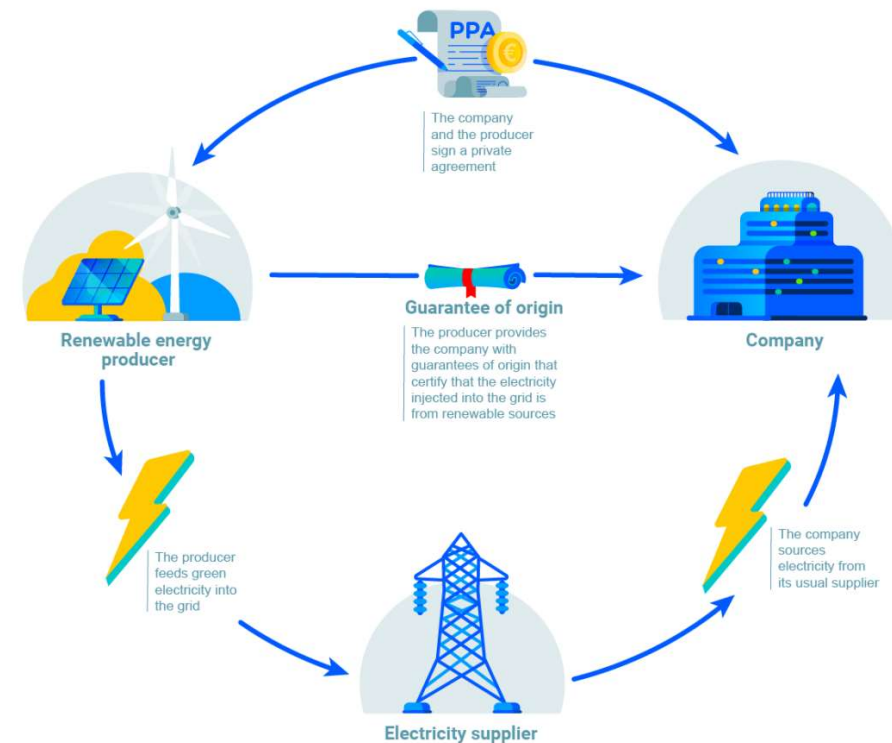 PPA
€
The company
and the producer
sign a private
agreement
Renewable energy
producer
Guarantee of origin
The producer provides
the company with
guarantees of origin that
certify that the electricity
injected into the grid is
from renewable sources
Company
The producer
feeds green
electricity into
the grid
The company
sources
electricity from
its usual supplier
Electricity supplier